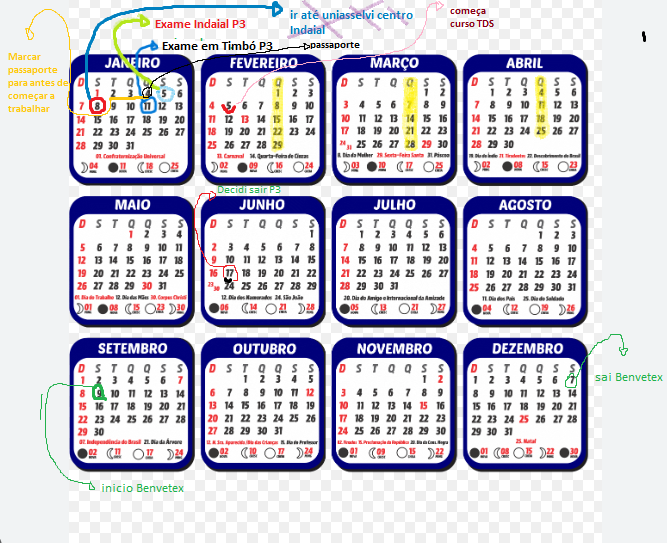 começa
curso TDS
ir até uniasselvi centro
Indaial
Exame Indaial P3
Exame em Timbó P3
passaporte
Marcar
passaporte
para antes de
começar a
trabalhar
JANEIRO
D S T Q Q S S
1 2 3 4 5 6
7 8 9 10 11 12 13
14 15 16 17 18 19 20
21 22 23 24 25 26 27
28 29 30 31
01. Confraternização Universal
04 11 18 25
FEVEREIRO
D S T Q Q S S
1 2 3
4 5 6 7 8 9 10
11 12 13 14 15 16 17
18 19 20 21 22 23 24
25 26 27 28 29
13. Carnaval 14. Quarta-Feira de Cinzas
02 09 16 24
MARÇO
D S T Q Q S S
1 2
3 4 5 6 7 8 9
10 11 12 13 14 15 16
17 18 19 20 21 22 23
24 31 25 26 27 28 29 30
8. Dia da Mulher 29. Sexta-Feira Santa 31. Páscoa
03 10 17 25
ABRIL
D S T Q Q S S
1 2 3 4 5 6
7 8 9 10 11 12 13
14 15 16 17 18 19 20
21 22 23 24 25 26 27
28 29 30
19. Dia do Índio 21. Tiradentes 22. Descobrimento do Brasil
02 08 15 23
Decidi sair P3
MAIO
D S T Q Q S S
1 2 3 4
5 6 7 8 9 10 11
12 13 14 15 16 17 18
19 20 21 22 23 24 25
26 27 28 29 30 31
01. Dia do Trabalho 12. Dia das Mães 30. Corpus Christi
01 08 15 23 30
JUNHO
D S T Q Q S S
1
2 3 4 5 6 7 8
9 10 11 12 13 14 15
16 17 18 19 20 21 22
23 30 24 25 26 27 28 29
12. Dia dos Namorados 24. São João
06 14 21 28
JULHO
D S T Q Q S S
1 2 3 4 5 6
7 8 9 10 11 12 13
14 15 16 17 18 19 20
21 22 23 24 25 26 27
28 29 30 31
20. Dia do Amigo e Internacional da Amizade
05 13 21 27
AGOSTO
D S T Q Q S S
1 2 3
4 5 6 7 8 9 10
11 12 13 14 15 16 17
18 19 20 21 22 23 24
25 26 27 28 29 30 31
11. Dia dos Pais 25. Dia do Soldado
04 12 19 26
SETEMBRO
D S T Q Q S S
1 2 3 4 5 6 7
8 9 10 11 12 13 14
15 16 17 18 19 20 21
22 23 24 25 26 27 28
29 30
07. Independência do Brasil 21. Dia da Árvore
02 11 17 24
OUTUBRO
D S T Q Q S S
1 2 3 4 5
6 7 8 9 10 11 12
13 14 15 16 17 18 19
20 21 22 23 24 25 26
27 28 29 30 31
12. N. Sra. Aparecida/Dia das Crianças 15. Dia do Professor
02 10 17 24
NOVEMBRO
D S T Q Q S S
1 2
3 4 5 6 7 8 9
10 11 12 13 14 15 16
17 18 19 20 21 22 23
24 25 26 27 28 29 30
02. Finados 15. Proclamação da República 20. Dia da Cons. Negra
01 09 15 22
DEZEMBRO
D S T Q Q S S
1 2 3 4 5 6 7
8 9 10 11 12 13 14
15 16 17 18 19 20 21
22 23 24 25 26 27 28
29 30 31
25. Natal
01 08 15 22 30
sai Benvetex
inicio Benvetex